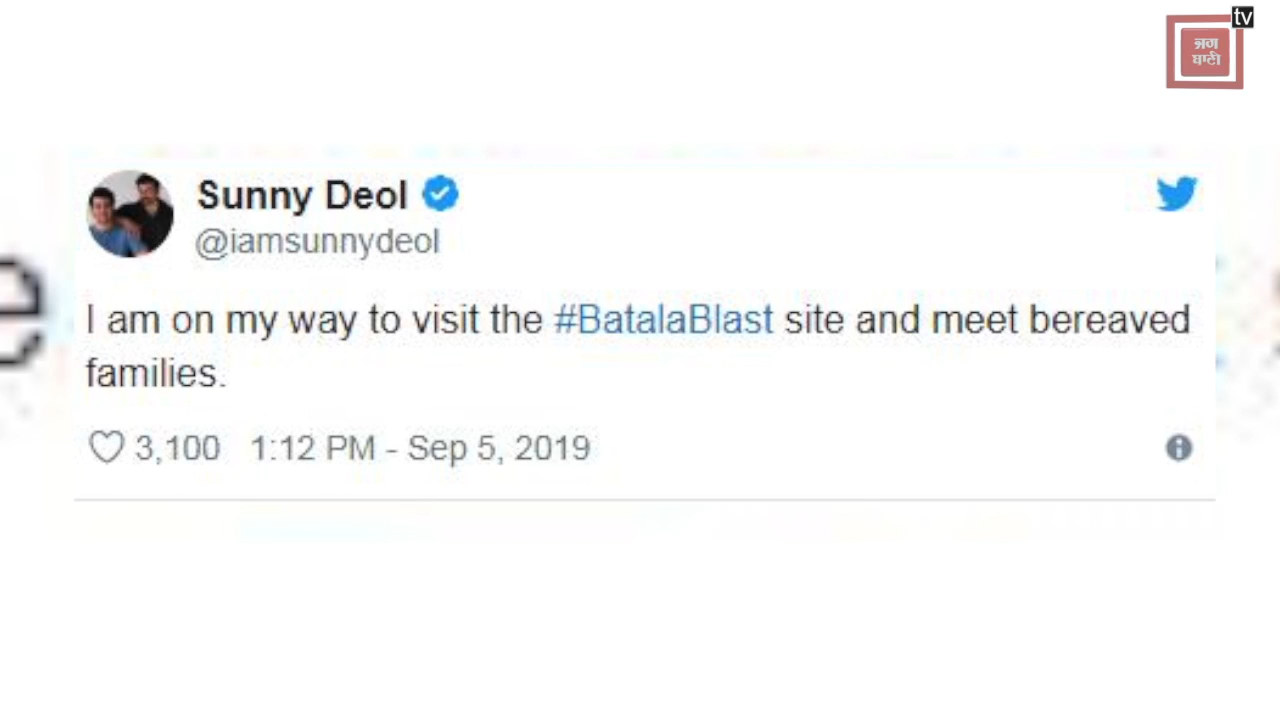 tv
ਜਗ
ਬਾਣੀ
Sunny Deol
@iamsunnydeol
I am on my way to visit the #BatalaBlast site and meet bereaved
families.
3,100 1:12 PM - Sep 5, 2019